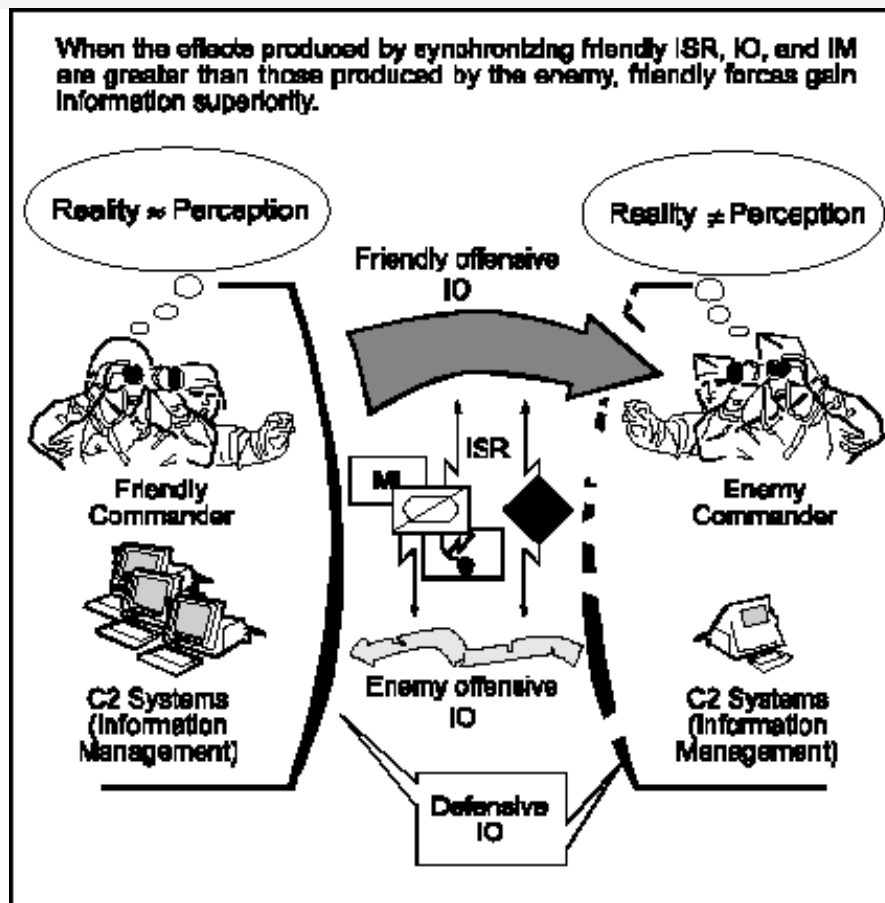 When the effects produced by synchronizing friendly ISR, IO, and IM
are greater than those produced by the enemy, friendly forces gain
information superiority.
Reality ≈ Perception
Reality ≠ Perception
Friendly offensive
IO
ISR
MI
Friendly
Commander
Enemy
Commander
Enemy offensive
IO
C2 Systems
(Information
Management)
C2 Systems
(Information
Management)
Defensive
IO